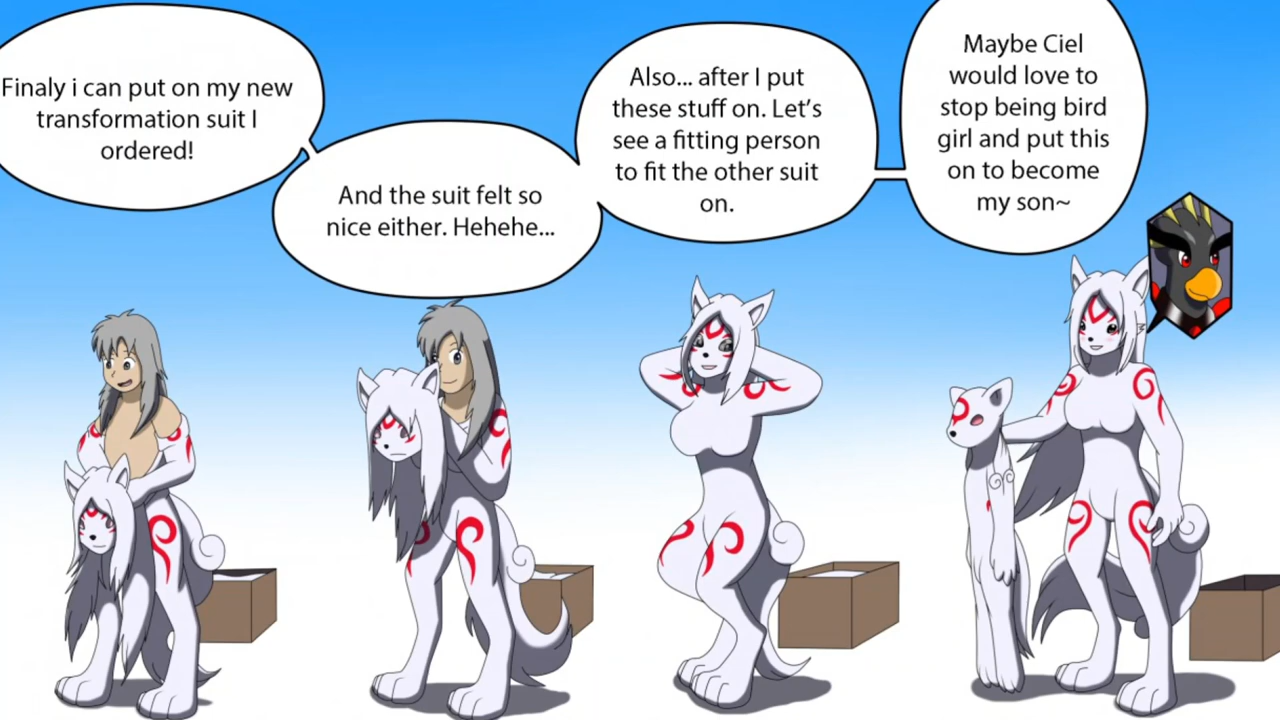 Finaly i can put on my new
transformation suit I
ordered!
And the suit felt so
nice either. Hehehe...
Also... after I put
these stuff on. Let's
see a fitting person
to fit the other suit
on.
Maybe Ciel
would love to
stop being bird
girl and put this
on to become
my son~